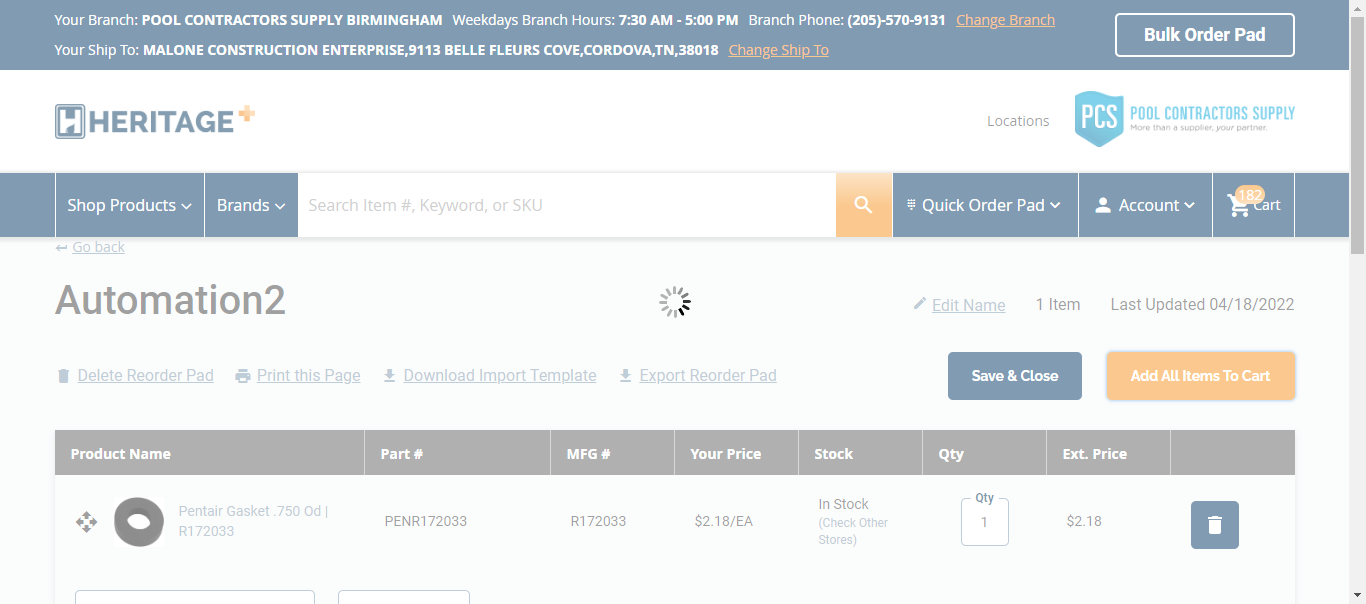 Your Branch: POOL CONTRACTORS SUPPLY BIRMINGHAM Weekdays Branch Hours: 7:30 AM - 5:00 PM Branch Phone: (205)-570-9131 Change Branch
Your Ship To: MALONE CONSTRUCTION ENTERPRISE,9113 BELLE FLEURS COVE,CORDOVA,TN,38018 Change Ship To
Bulk Order Pad
HERITAGE+
Locations
PCS POOL CONTRACTORS SUPPLY
More than a supplier, your partner.
Shop Products
Brands
Search Item #, Keyword, or SKU
Quick Order Pad
Account
182
Cart
Go back
Automation2
Edit Name
1 Item
Last Updated 04/18/2022
Delete Reorder Pad
Print this Page
Download Import Template
Export Reorder Pad
Save & Close
Add All Items To Cart
Product Name Part # MFG # Your Price Stock Qty Ext. Price
Pentair Gasket .750 Od |
R172033
PENR172033
R172033
$2.18/EA
In Stock
(Check Other
Stores)
Qty
1
$2.18